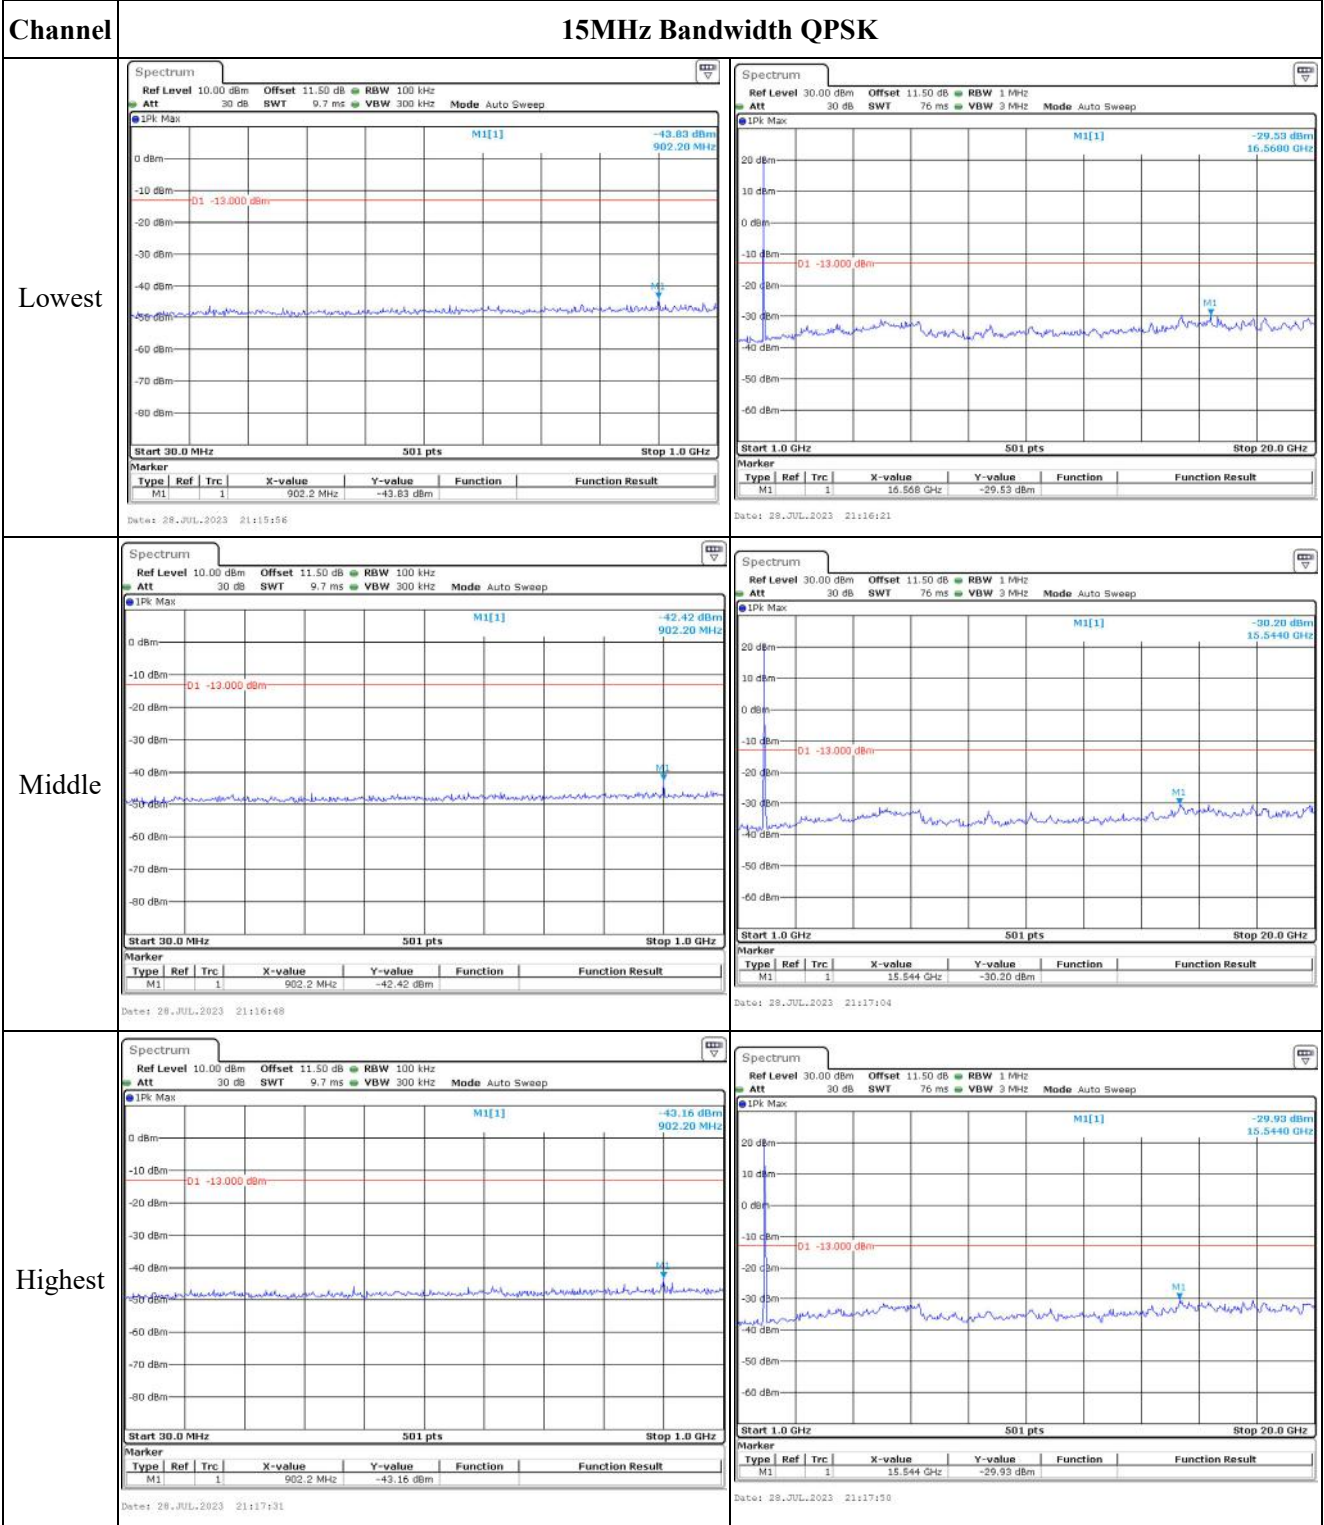 Channel 15MHz Bandwidth QPSK
Lowest
Spectrum
Ref Level 10.00 dBm Offset 11.50 dB RBW 100 kHz
Att 30 dB SWT 9.7 ms VBW 300 kHz Mode Auto Sweep
1Pk Max
M1[1] -43.83 dBm
902.20 MHz
0 dBm
-10 dBm
D1 -13.000 dBm
-20 dBm
-30 dBm
-40 dBm
M1
-50 dBm
-60 dBm
-70 dBm
-80 dBm
Start 30.0 MHz 501 pts Stop 1.0 GHz
Marker
Type Ref Trc X-value Y-value Function Function Result
M1 1 902.2 MHz -43.83 dBm
Date: 28.JUL.2023 21:15:56
Spectrum
Ref Level 30.00 dBm Offset 11.50 dB RBW 1 MHz
Att 30 dB SWT 76 ms VBW 3 MHz Mode Auto Sweep
1Pk Max
M1[1] -29.53 dBm
16.5680 GHz
20 dBm
10 dBm
0 dBm
-10 dBm
D1 -13.000 dBm
-20 dBm
M1
-30 dBm
-40 dBm
-50 dBm
-60 dBm
Start 1.0 GHz 501 pts Stop 20.0 GHz
Marker
Type Ref Trc X-value Y-value Function Function Result
M1 1 16.568 GHz -29.53 dBm
Date: 28.JUL.2023 21:16:21
Middle
Spectrum
Ref Level 10.00 dBm Offset 11.50 dB RBW 100 kHz
Att 30 dB SWT 9.7 ms VBW 300 kHz Mode Auto Sweep
1Pk Max
M1[1] -42.42 dBm
902.20 MHz
0 dBm
-10 dBm
D1 -13.000 dBm
-20 dBm
-30 dBm
-40 dBm
M1
-50 dBm
-60 dBm
-70 dBm
-80 dBm
Start 30.0 MHz 501 pts Stop 1.0 GHz
Marker
Type Ref Trc X-value Y-value Function Function Result
M1 1 902.2 MHz -42.42 dBm
Date: 28.JUL.2023 21:16:48
Spectrum
Ref Level 30.00 dBm Offset 11.50 dB RBW 1 MHz
Att 30 dB SWT 76 ms VBW 3 MHz Mode Auto Sweep
1Pk Max
M1[1] -30.20 dBm
15.5440 GHz
20 dBm
10 dBm
0 dBm
-10 dBm
D1 -13.000 dBm
-20 dBm
M1
-30 dBm
-40 dBm
-50 dBm
-60 dBm
Start 1.0 GHz 501 pts Stop 20.0 GHz
Marker
Type Ref Trc X-value Y-value Function Function Result
M1 1 15.544 GHz -30.20 dBm
Date: 28.JUL.2023 21:17:04
Highest
Spectrum
Ref Level 10.00 dBm Offset 11.50 dB RBW 100 kHz
Att 30 dB SWT 9.7 ms VBW 300 kHz Mode Auto Sweep
1Pk Max
M1[1] -43.16 dBm
902.20 MHz
0 dBm
-10 dBm
D1 -13.000 dBm
-20 dBm
-30 dBm
-40 dBm
M1
-50 dBm
-60 dBm
-70 dBm
-80 dBm
Start 30.0 MHz 501 pts Stop 1.0 GHz
Marker
Type Ref Trc X-value Y-value Function Function Result
M1 1 902.2 MHz -43.16 dBm
Date: 28.JUL.2023 21:17:31
Spectrum
Ref Level 30.00 dBm Offset 11.50 dB RBW 1 MHz
Att 30 dB SWT 76 ms VBW 3 MHz Mode Auto Sweep
1Pk Max
M1[1] -29.93 dBm
15.5440 GHz
20 dBm
10 dBm
0 dBm
-10 dBm
D1 -13.000 dBm
-20 dBm
M1
-30 dBm
-40 dBm
-50 dBm
-60 dBm
Start 1.0 GHz 501 pts Stop 20.0 GHz
Marker
Type Ref Trc X-value Y-value Function Function Result
M1 1 15.544 GHz -29.93 dBm
Date: 28.JUL.2023 21:17:50